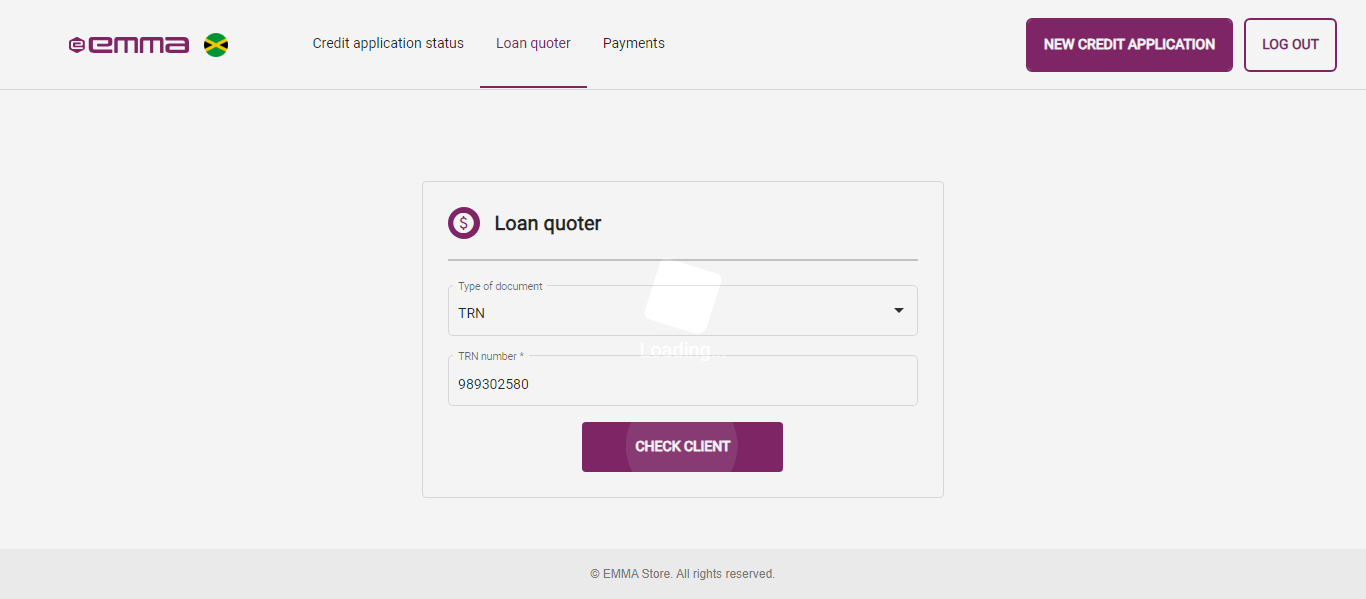 emma
Credit application status
Loan quoter
Payments
NEW CREDIT APPLICATION
LOG OUT
$ Loan quoter
Type of document
TRN
Loading...
TRN number *
989302580
CHECK CLIENT
© EMMA Store. All rights reserved.